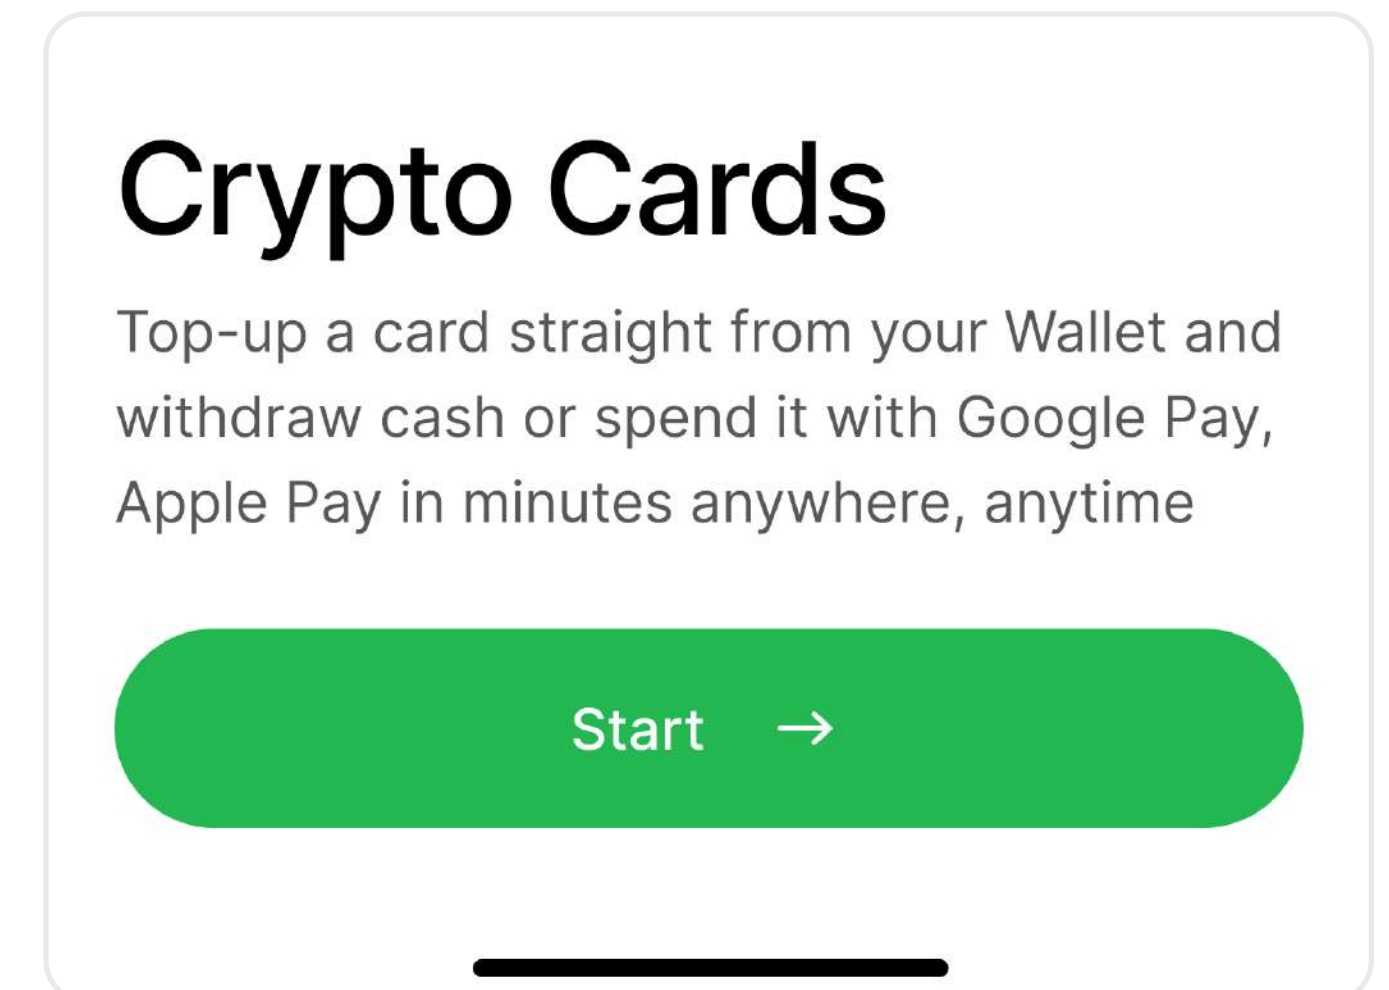 Crypto Cards
Top-up a card straight from your Wallet and
withdraw cash or spend it with Google Pay,
Apple Pay in minutes anywhere, anytime
Start →